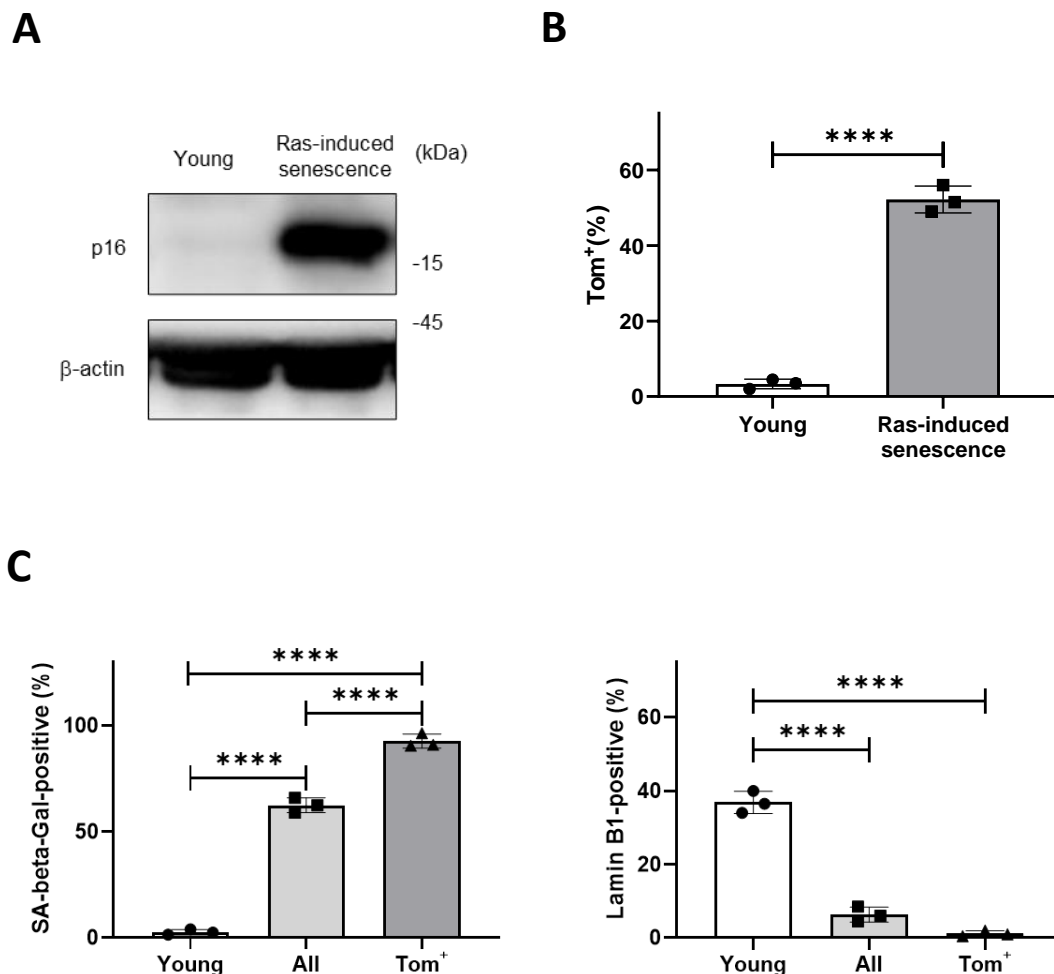 A
Young
Ras-induced
senescence
(kDa)
p16
-15
-45
β-actin
B
****
Tom⁺(%)
60
40
20
0
Young
Ras-induced
senescence
C
SA-beta-Gal-positive (%)
100
50
0
****
****
****
Young
All
Tom⁺
Lamin B1-positive (%)
60
40
20
0
****
****
Young
All
Tom⁺